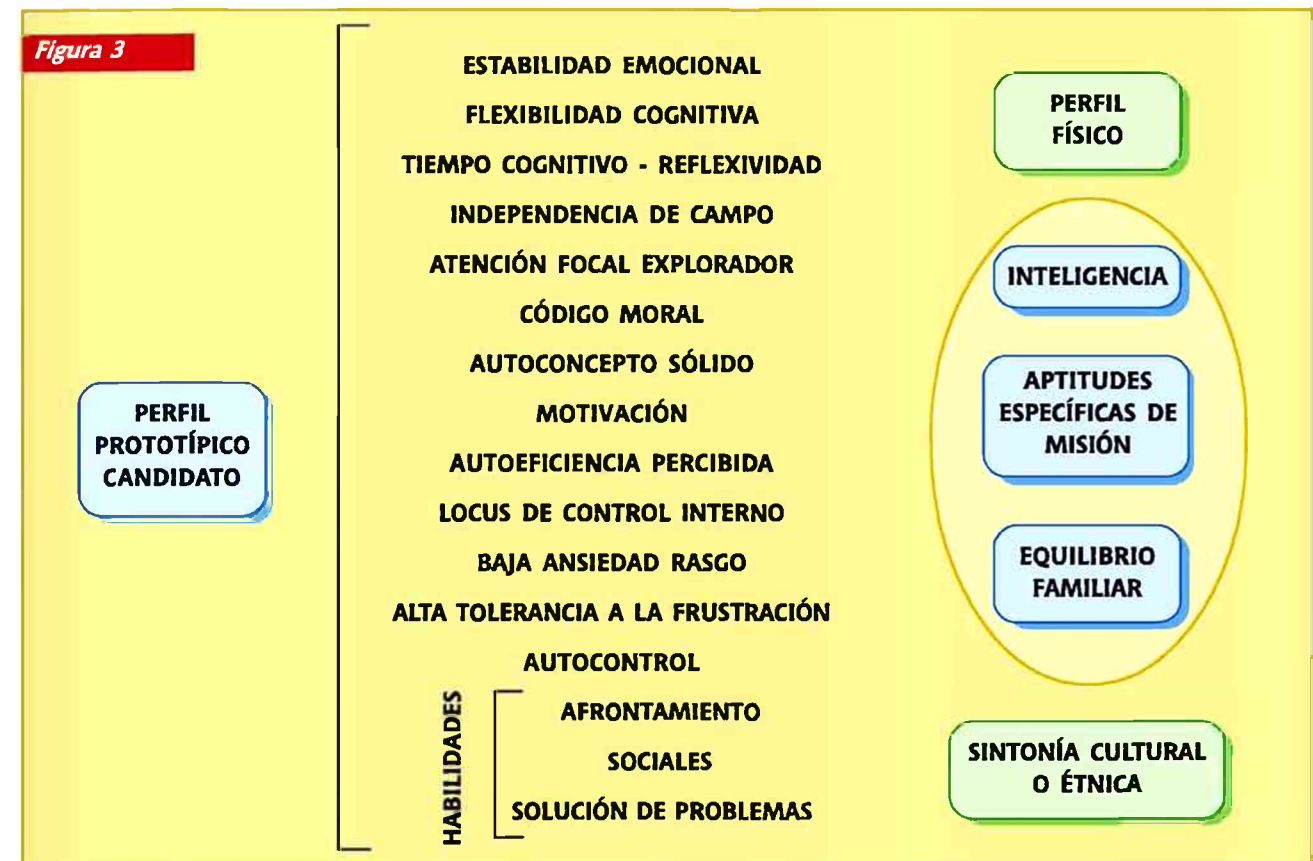 Figura 3
PERFIL
PROTOTÍPICO
CANDIDATO
ESTABILIDAD EMOCIONAL
FLEXIBILIDAD COGNITIVA
TIEMPO COGNITIVO - REFLEXIVIDAD
INDEPENDENCIA DE CAMPO
ATENCIÓN FOCAL EXPLORADOR
CÓDIGO MORAL
AUTOCONCEPTO SÓLIDO
MOTIVACIÓN
AUTOEFICIENCIA PERCIBIDA
LOCUS DE CONTROL INTERNO
BAJA ANSIEDAD RASGO
ALTA TOLERANCIA A LA FRUSTRACIÓN
AUTOCONTROL
HABILIDADES
AFRONTAMIENTO
SOCIALES
SOLUCIÓN DE PROBLEMAS
PERFIL
FÍSICO
INTELIGENCIA
APTITUDES
ESPECÍFICAS DE
MISIÓN
EQUILIBRIO
FAMILIAR
SINTONÍA CULTURAL
O ÉTNICA